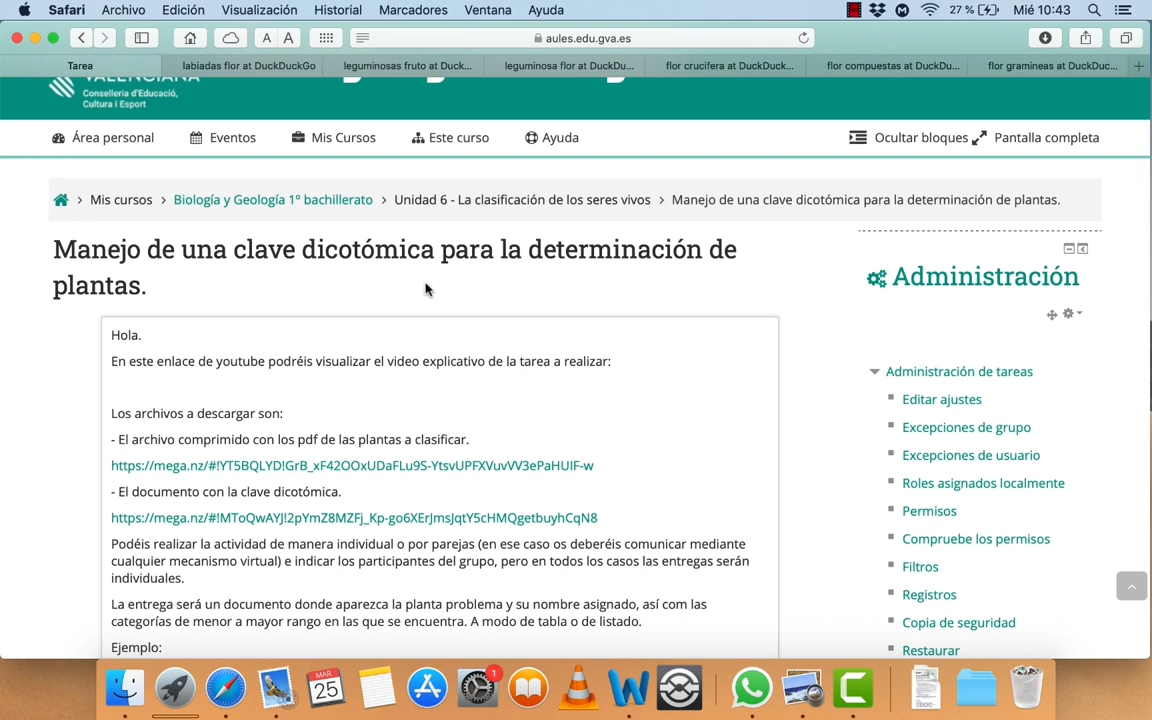 Safari Archivo Edición Visualización Historial Marcadores Ventana Ayuda 27 % Mié 10:43
A A aules.edu.gva.es
Tarea labiadas flor at DuckDuckGo leguminosas fruto at Duck... leguminosa flor at DuckDu... flor crucifera at DuckDuck... flor compuestas at DuckDu... flor gramineas at DuckDuc... +
VALENCIANA
Conselleria d'Educació,
Cultura i Esport
Área personal Eventos Mis Cursos Este curso Ayuda Ocultar bloques Pantalla completa
Mis cursos Biología y Geología 1º bachillerato Unidad 6 - La clasificación de los seres vivos Manejo de una clave dicotómica para la determinación de plantas.
Manejo de una clave dicotómica para la determinación de
plantas.
Hola.
En este enlace de youtube podréis visualizar el video explicativo de la tarea a realizar:
Los archivos a descargar son:
- El archivo comprimido con los pdf de las plantas a clasificar.
https://mega.nz/#!YT5BQLYD!GrB_xF42OOxUDaFLu9S-YtsvUPFXVuvVV3ePaHUIF-w
- El documento con la clave dicotómica.
https://mega.nz/#!MToQwAYJ!2pYmZ8MZFj_Kp-go6XErJmsJqtY5cHMQgetbuyhCqN8
Podéis realizar la actividad de manera individual o por parejas (en ese caso os deberéis comunicar mediante
cualquier mecanismo virtual) e indicar los participantes del grupo, pero en todos los casos las entregas serán
individuales.
La entrega será un documento donde aparezca la planta problema y su nombre asignado, así com las
categorías de menor a mayor rango en las que se encuentra. A modo de tabla o de listado.
Ejemplo:
Administración
Administración de tareas
Editar ajustes
Excepciones de grupo
Excepciones de usuario
Roles asignados localmente
Permisos
Compruebe los permisos
Filtros
Registros
Copia de seguridad
Restaurar
MAR
25
1